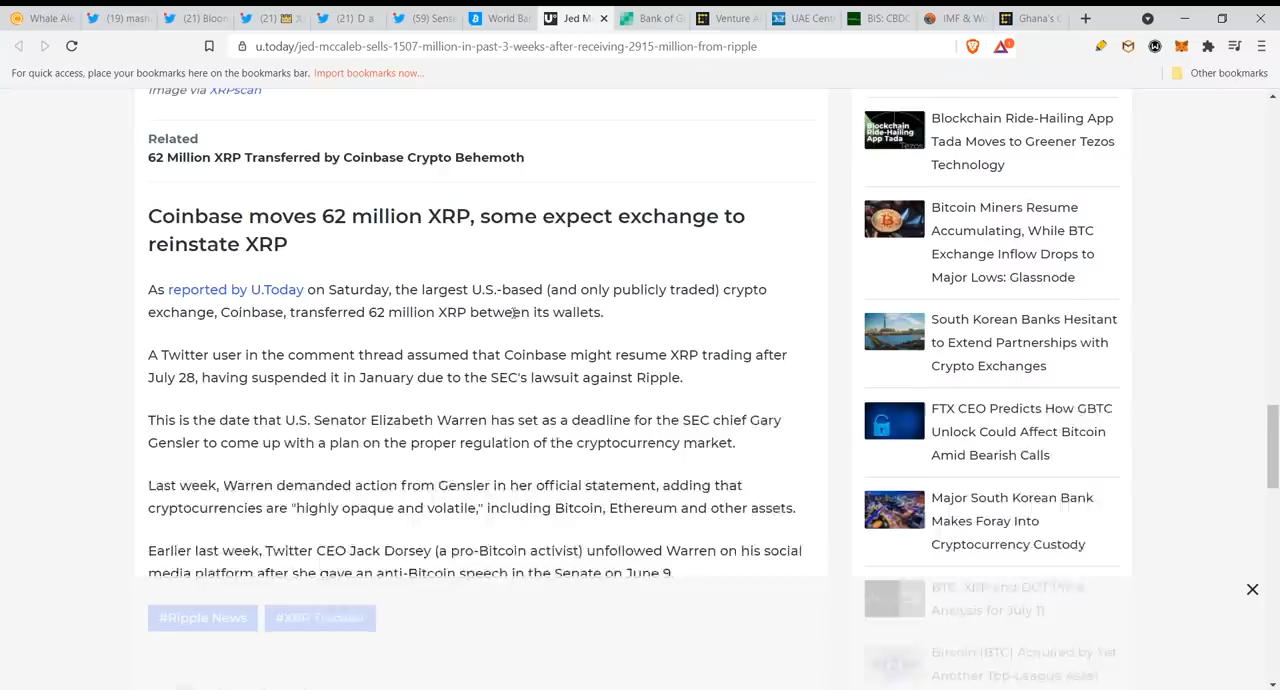 Whale Ale
(19) masn
(21) Bloon
(21)
(21) D a
(59) Sense
World Ban
Jed M
Bank of G
Venture A
UAE Cent
BIS: CBDC
IMF & Wo
Ghana's C
u.today/jed-mccaleb-sells-1507-million-in-past-3-weeks-after-receiving-2915-million-from-ripple
For quick access, place your bookmarks here on the bookmarks bar. Import bookmarks now...
Other bookmarks
Image via XRPscan
Related
62 Million XRP Transferred by Coinbase Crypto Behemoth
Coinbase moves 62 million XRP, some expect exchange to
reinstate XRP
As reported by U.Today on Saturday, the largest U.S.-based (and only publicly traded) crypto
exchange, Coinbase, transferred 62 million XRP between its wallets.
A Twitter user in the comment thread assumed that Coinbase might resume XRP trading after
July 28, having suspended it in January due to the SEC's lawsuit against Ripple.
This is the date that U.S. Senator Elizabeth Warren has set as a deadline for the SEC chief Gary
Gensler to come up with a plan on the proper regulation of the cryptocurrency market.
Last week, Warren demanded action from Gensler in her official statement, adding that
cryptocurrencies are "highly opaque and volatile," including Bitcoin, Ethereum and other assets.
Earlier last week, Twitter CEO Jack Dorsey (a pro-Bitcoin activist) unfollowed Warren on his social
media platform after she gave an anti-Bitcoin speech in the Senate on June 9.
#Ripple News
Blockchain Ride-Hailing App
Tada Moves to Greener Tezos
Technology
Bitcoin Miners Resume
Accumulating, While BTC
Exchange Inflow Drops to
Major Lows: Glassnode
South Korean Banks Hesitant
to Extend Partnerships with
Crypto Exchanges
FTX CEO Predicts How GBTC
Unlock Could Affect Bitcoin
Amid Bearish Calls
Major South Korean Bank
Makes Foray Into
Cryptocurrency Custody
BTC, XRP and DOT Price
Analysis for July 11
Bitcoin (BTC) Acquired by Yet
Another Top-League Asset